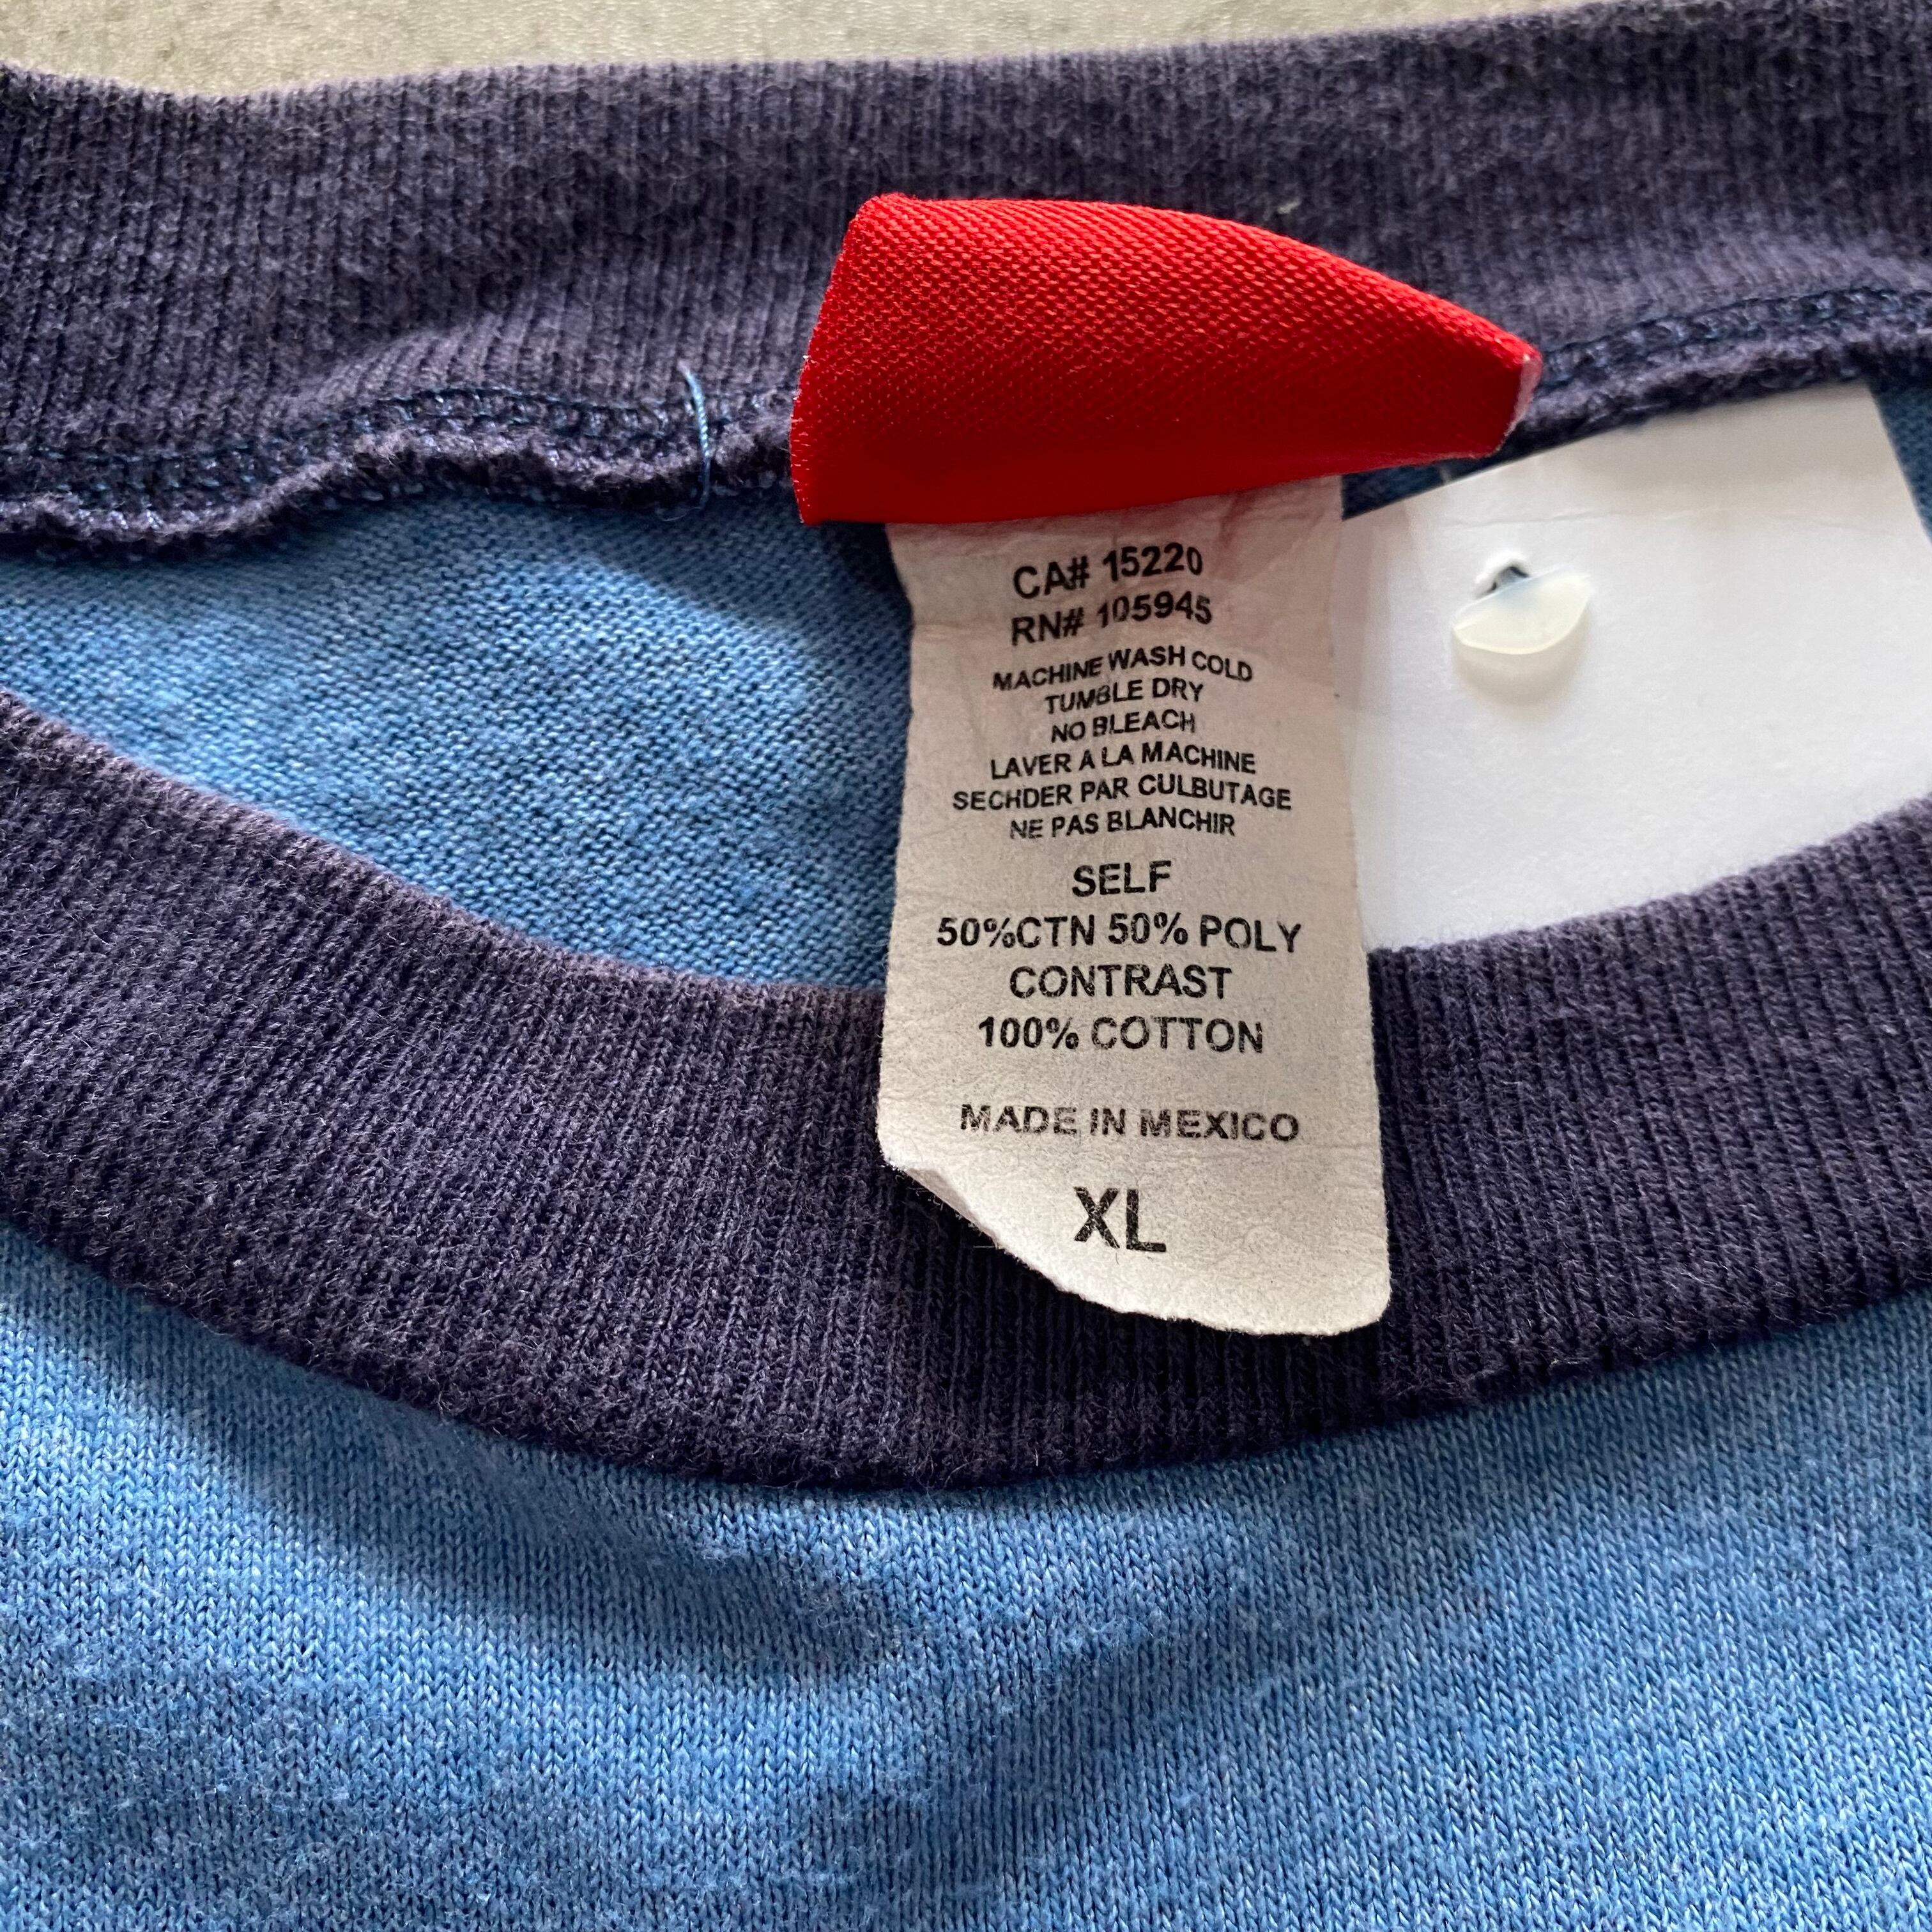 CA# 15220
RN# 105945
MACHINE WASH COLD
TUMBLE DRY
NO BLEACH
LAVER A LA MACHINE
SECHDER PAR CULBUTAGE
NE PAS BLANCHIR
SELF
50%CTN 50% POLY
CONTRAST
100% COTTON
MADE IN MEXICO
XL